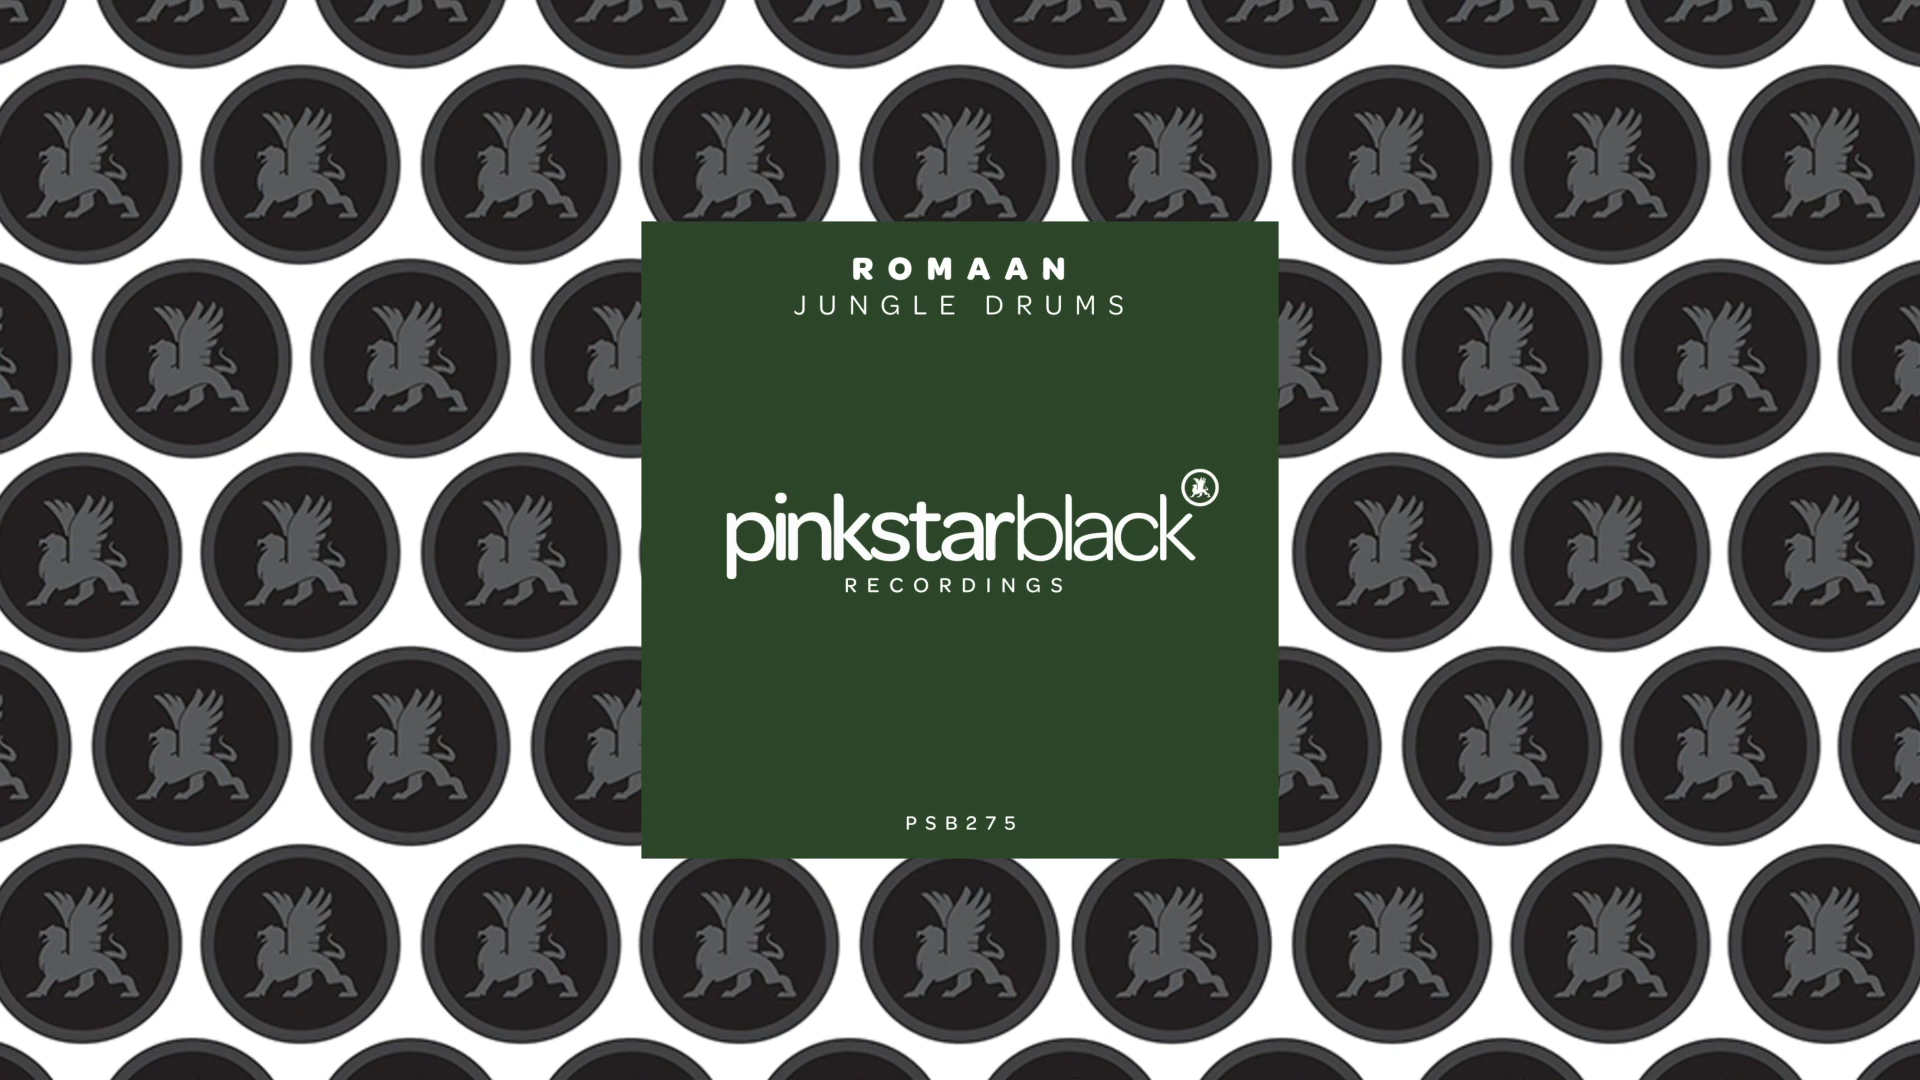 ROMAAN
JUNGLE DRUMS
pinkstarblack
RECORDINGS
PSB275